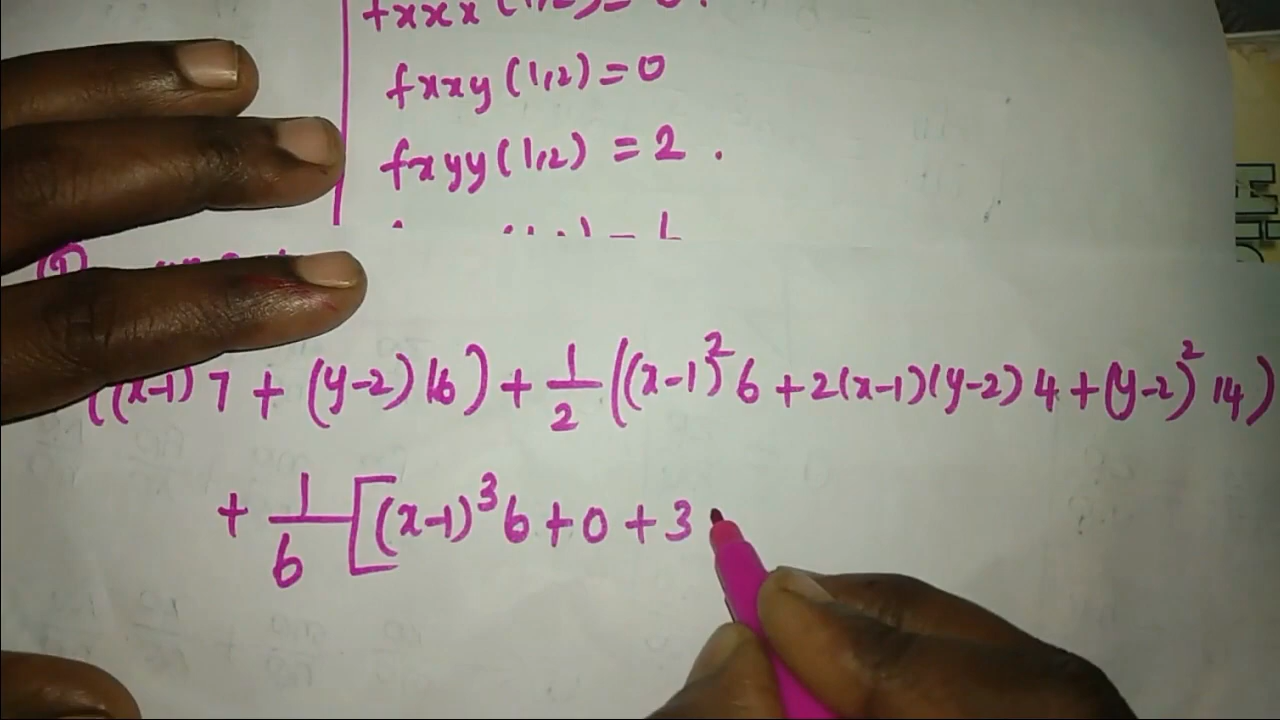 fxxy (1,2) = 0
fxyy (1,2) = 2 .
((x-1) 7 + (y-2) 16) + 1/2 ((x-1)² 6 + 2(x-1)(y-2) 4 + (y-2)² 14)
+ 1/6 [(x-1)³ 6 + 0 + 3